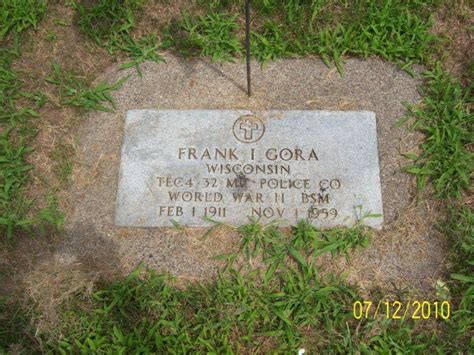 FRANK I GORA
WISCONSIN
TEC4 32 MIL POLICE CO
WORLD WAR II BSM
FEB 1 1911 NOV 1 1959
07/12/2010